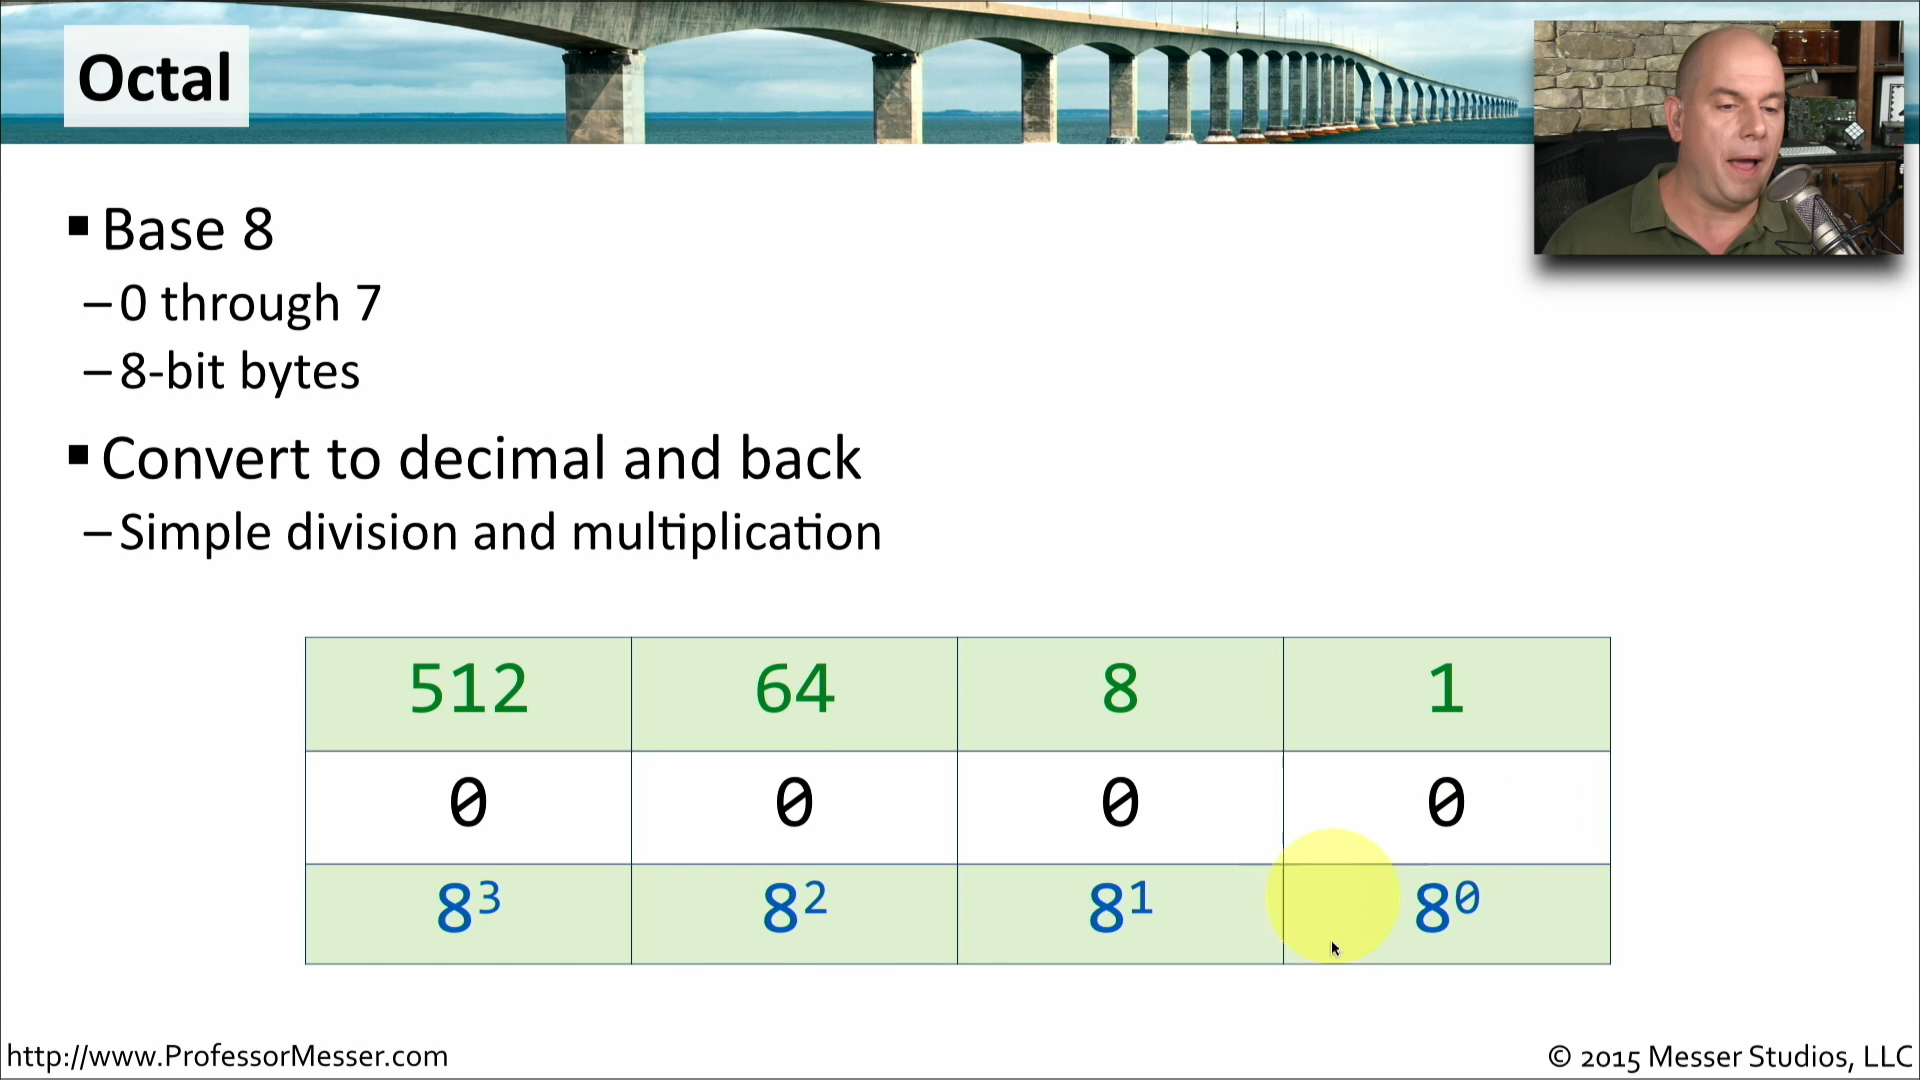 Octal
▪ Base 8
– 0 through 7
– 8-bit bytes
▪ Convert to decimal and back
– Simple division and multiplication
512 64 8 1
0 0 0 0
8³ 8² 8¹ 8⁰
http://www.ProfessorMesser.com
© 2015 Messer Studios, LLC